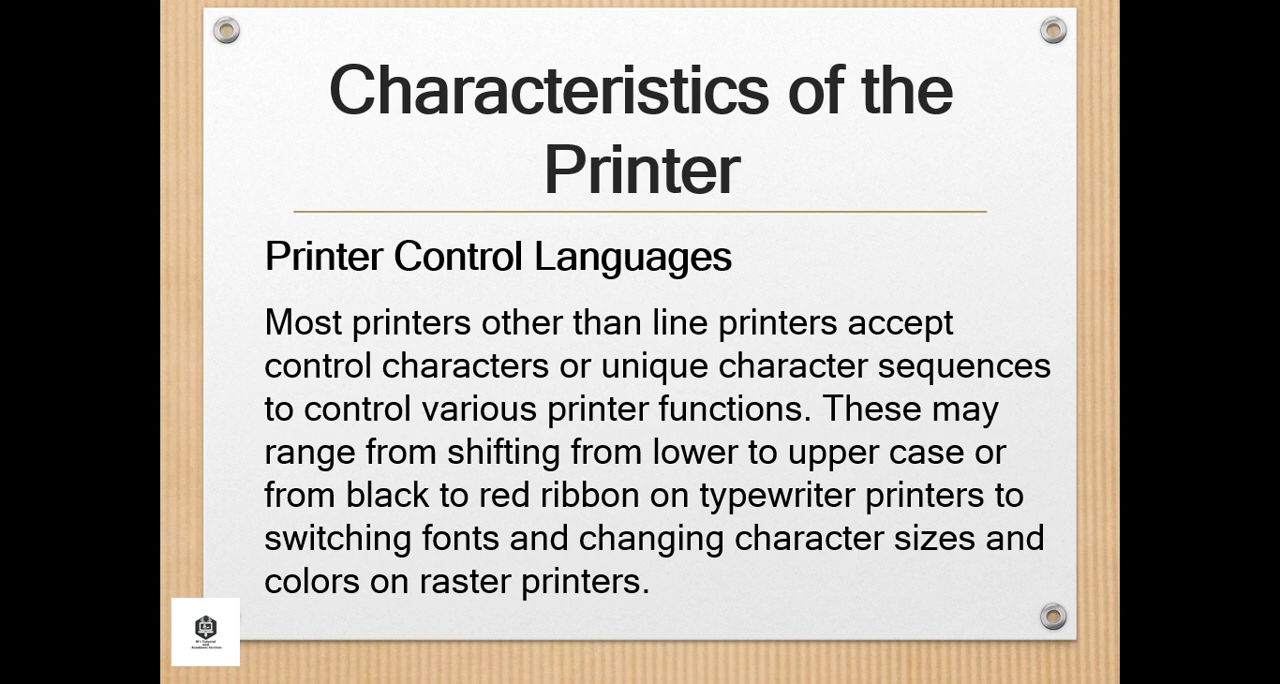 Characteristics of the
Printer
Printer Control Languages
Most printers other than line printers accept
control characters or unique character sequences
to control various printer functions. These may
range from shifting from lower to upper case or
from black to red ribbon on typewriter printers to
switching fonts and changing character sizes and
colors on raster printers.